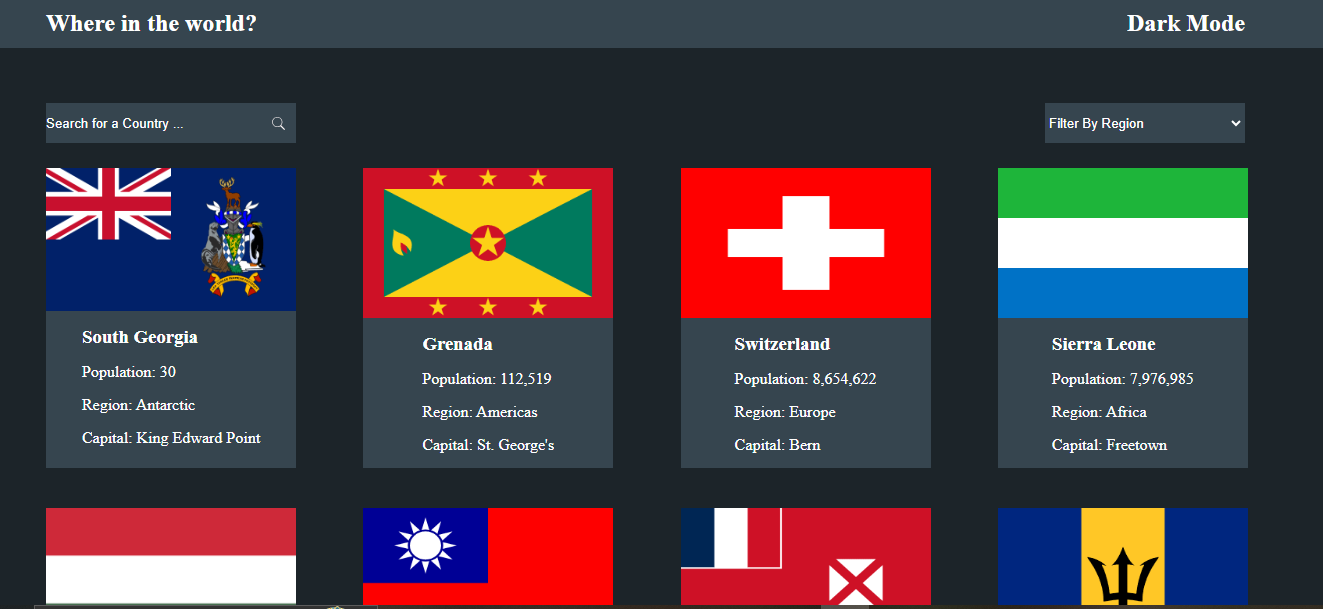 Where in the world?
Dark Mode
Search for a Country ...
Filter By Region
South Georgia
Population: 30
Region: Antarctic
Capital: King Edward Point
Grenada
Population: 112,519
Region: Americas
Capital: St. George's
Switzerland
Population: 8,654,622
Region: Europe
Capital: Bern
Sierra Leone
Population: 7,976,985
Region: Africa
Capital: Freetown